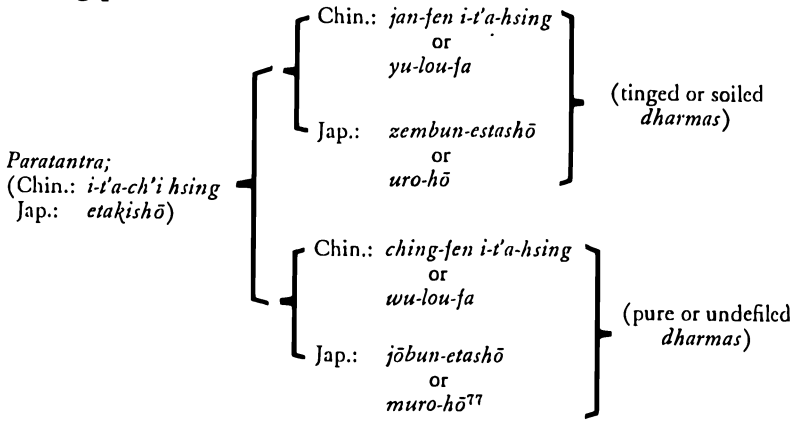 Chin.: jan-fen i-t'a-hsing
or
yu-lou-fa
Jap.: zembun-estashō
or
uro-hō
(tinged or soiled
dharmas)
Paratantra;
(Chin.: i-t'a-ch'i hsing
Jap.: etakishō)
Chin.: ching-fen i-t'a-hsing
or
wu-lou-fa
Jap.: jōbun-etashō
or
muro-hō⁷⁷
(pure or undefiled
dharmas)